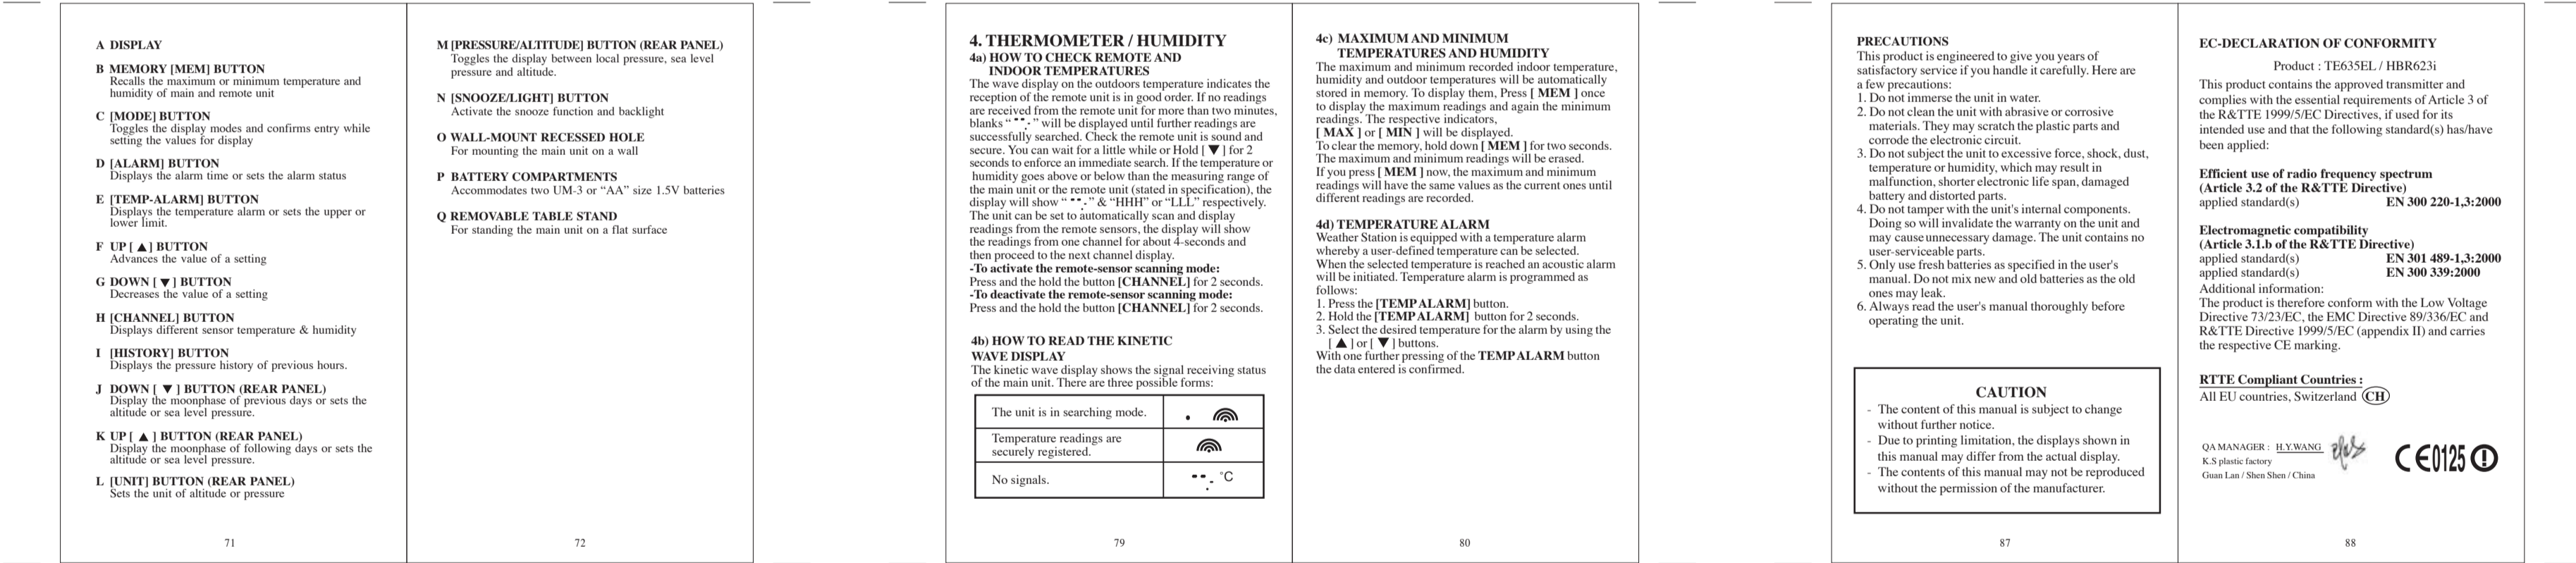 A DISPLAY
B MEMORY [MEM] BUTTON
Recalls the maximum or minimum temperature and
humidity of main and remote unit
C [MODE] BUTTON
Toggles the display modes and confirms entry while
setting the values for display
D [ALARM] BUTTON
Displays the alarm time or sets the alarm status
E [TEMP-ALARM] BUTTON
Displays the temperature alarm or sets the upper or
lower limit.
F UP [ ▲ ] BUTTON
Advances the value of a setting
G DOWN [ ▼ ] BUTTON
Decreases the value of a setting
H [CHANNEL] BUTTON
Displays different sensor temperature & humidity
I [HISTORY] BUTTON
Displays the pressure history of previous hours.
J DOWN [ ▼ ] BUTTON (REAR PANEL)
Display the moonphase of previous days or sets the
altitude or sea level pressure.
K UP [ ▲ ] BUTTON (REAR PANEL)
Display the moonphase of following days or sets the
altitude or sea level pressure.
L [UNIT] BUTTON (REAR PANEL)
Sets the unit of altitude or pressure
71
M [PRESSURE/ALTITUDE] BUTTON (REAR PANEL)
Toggles the display between local pressure, sea level
pressure and altitude.
N [SNOOZE/LIGHT] BUTTON
Activate the snooze function and backlight
O WALL-MOUNT RECESSED HOLE
For mounting the main unit on a wall
P BATTERY COMPARTMENTS
Accommodates two UM-3 or “AA” size 1.5V batteries
Q REMOVABLE TABLE STAND
For standing the main unit on a flat surface
72
4. THERMOMETER / HUMIDITY
4a) HOW TO CHECK REMOTE AND
INDOOR TEMPERATURES
The wave display on the outdoors temperature indicates the
reception of the remote unit is in good order. If no readings
are received from the remote unit for more than two minutes,
blanks “ --.- ” will be displayed until further readings are
successfully searched. Check the remote unit is sound and
secure. You can wait for a little while or Hold [ ▼ ] for 2
seconds to enforce an immediate search. If the temperature or
humidity goes above or below than the measuring range of
the main unit or the remote unit (stated in specification), the
display will show “ --.- ” & “HHH” or “LLL” respectively.
The unit can be set to automatically scan and display
readings from the remote sensors, the display will show
the readings from one channel for about 4-seconds and
then proceed to the next channel display.
-To activate the remote-sensor scanning mode:
Press and the hold the button [CHANNEL] for 2 seconds.
-To deactivate the remote-sensor scanning mode:
Press and the hold the button [CHANNEL] for 2 seconds.
4b) HOW TO READ THE KINETIC
WAVE DISPLAY
The kinetic wave display shows the signal receiving status
of the main unit. There are three possible forms:
The unit is in searching mode.
Temperature readings are
securely registered.
No signals. --.- °C
79
4c) MAXIMUM AND MINIMUM
TEMPERATURES AND HUMIDITY
The maximum and minimum recorded indoor temperature,
humidity and outdoor temperatures will be automatically
stored in memory. To display them, Press [ MEM ] once
to display the maximum readings and again the minimum
readings. The respective indicators,
[ MAX ] or [ MIN ] will be displayed.
To clear the memory, hold down [ MEM ] for two seconds.
The maximum and minimum readings will be erased.
If you press [ MEM ] now, the maximum and minimum
readings will have the same values as the current ones until
different readings are recorded.
4d) TEMPERATURE ALARM
Weather Station is equipped with a temperature alarm
whereby a user-defined temperature can be selected.
When the selected temperature is reached an acoustic alarm
will be initiated. Temperature alarm is programmed as
follows:
1. Press the [TEMP ALARM] button.
2. Hold the [TEMP ALARM] button for 2 seconds.
3. Select the desired temperature for the alarm by using the
[ ▲ ] or [ ▼ ] buttons.
With one further pressing of the TEMP ALARM button
the data entered is confirmed.
80
PRECAUTIONS
This product is engineered to give you years of
satisfactory service if you handle it carefully. Here are
a few precautions:
1. Do not immerse the unit in water.
2. Do not clean the unit with abrasive or corrosive
materials. They may scratch the plastic parts and
corrode the electronic circuit.
3. Do not subject the unit to excessive force, shock, dust,
temperature or humidity, which may result in
malfunction, shorter electronic life span, damaged
battery and distorted parts.
4. Do not tamper with the unit's internal components.
Doing so will invalidate the warranty on the unit and
may cause unnecessary damage. The unit contains no
user-serviceable parts.
5. Only use fresh batteries as specified in the user's
manual. Do not mix new and old batteries as the old
ones may leak.
6. Always read the user's manual thoroughly before
operating the unit.
CAUTION
- The content of this manual is subject to change
without further notice.
- Due to printing limitation, the displays shown in
this manual may differ from the actual display.
- The contents of this manual may not be reproduced
without the permission of the manufacturer.
87
EC-DECLARATION OF CONFORMITY
Product : TE635EL / HBR623i
This product contains the approved transmitter and
complies with the essential requirements of Article 3 of
the R&TTE 1999/5/EC Directives, if used for its
intended use and that the following standard(s) has/have
been applied:
Efficient use of radio frequency spectrum
(Article 3.2 of the R&TTE Directive)
applied standard(s) EN 300 220-1,3:2000
Electromagnetic compatibility
(Article 3.1.b of the R&TTE Directive)
applied standard(s) EN 301 489-1,3:2000
applied standard(s) EN 300 339:2000
Additional information:
The product is therefore conform with the Low Voltage
Directive 73/23/EC, the EMC Directive 89/336/EC and
R&TTE Directive 1999/5/EC (appendix II) and carries
the respective CE marking.
RTTE Compliant Countries :
All EU countries, Switzerland CH
QA MANAGER : H.Y.WANG
K.S plastic factory
Guan Lan / Shen Shen / China
CE0125
88